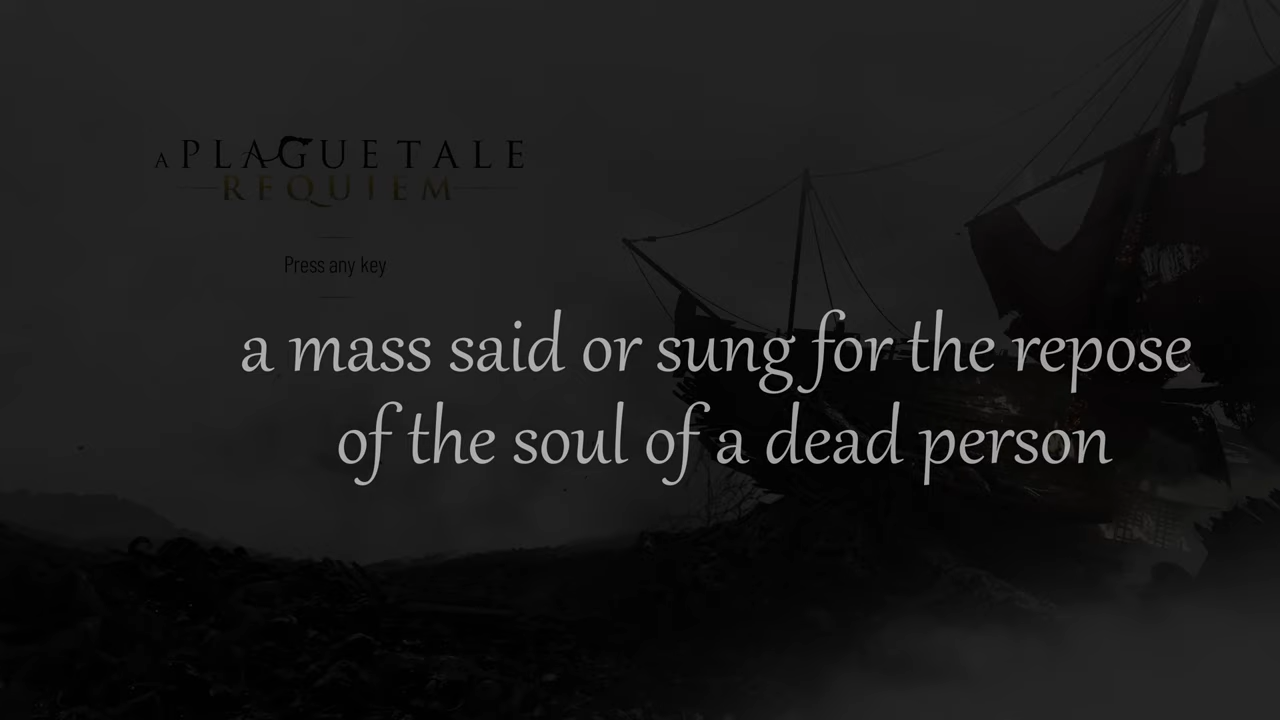 A PLAGUE TALE
REQUIEM
Press any key
a mass said or sung for the repose
of the soul of a dead person